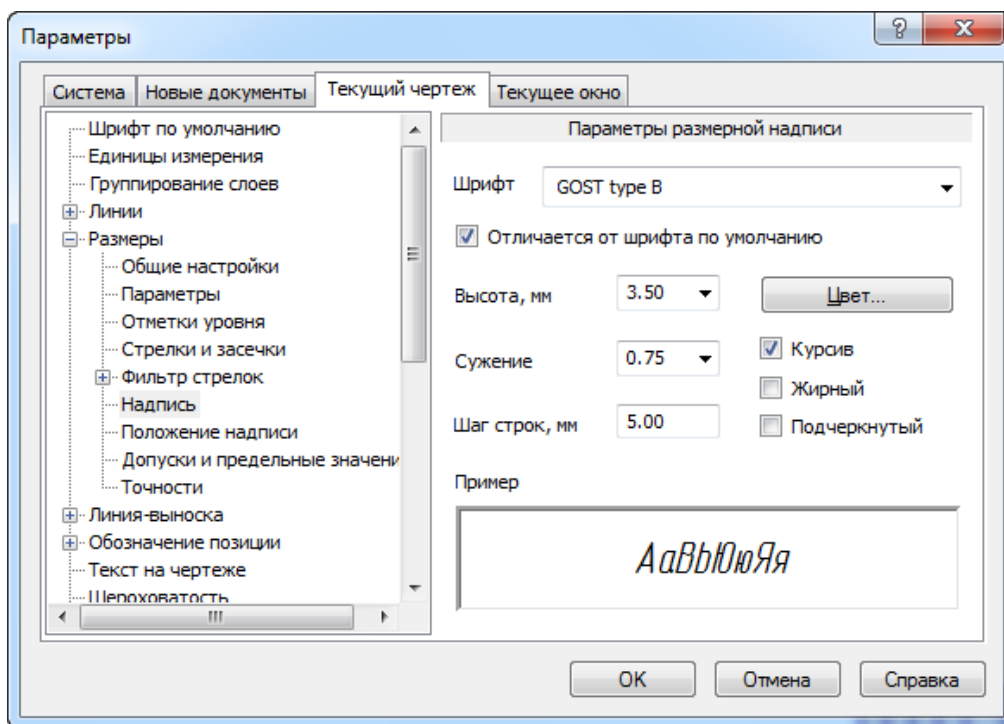 Параметры
Система Новые документы Текущий чертеж Текущее окно
Шрифт по умолчанию
Единицы измерения
Группирование слоев
Линии
Размеры
Общие настройки
Параметры
Отметки уровня
Стрелки и засечки
Фильтр стрелок
Надпись
Положение надписи
Допуски и предельные значени
Точности
Линия-выноска
Обозначение позиции
Текст на чертеже
Шероховатость
Параметры размерной надписи
Шрифт GOST type B
Отличается от шрифта по умолчанию
Высота, мм 3.50 Цвет...
Сужение 0.75 Курсив
Жирный
Шаг строк, мм 5.00 Подчеркнутый
Пример
АаВЬЮюЯя
OK Отмена Справка